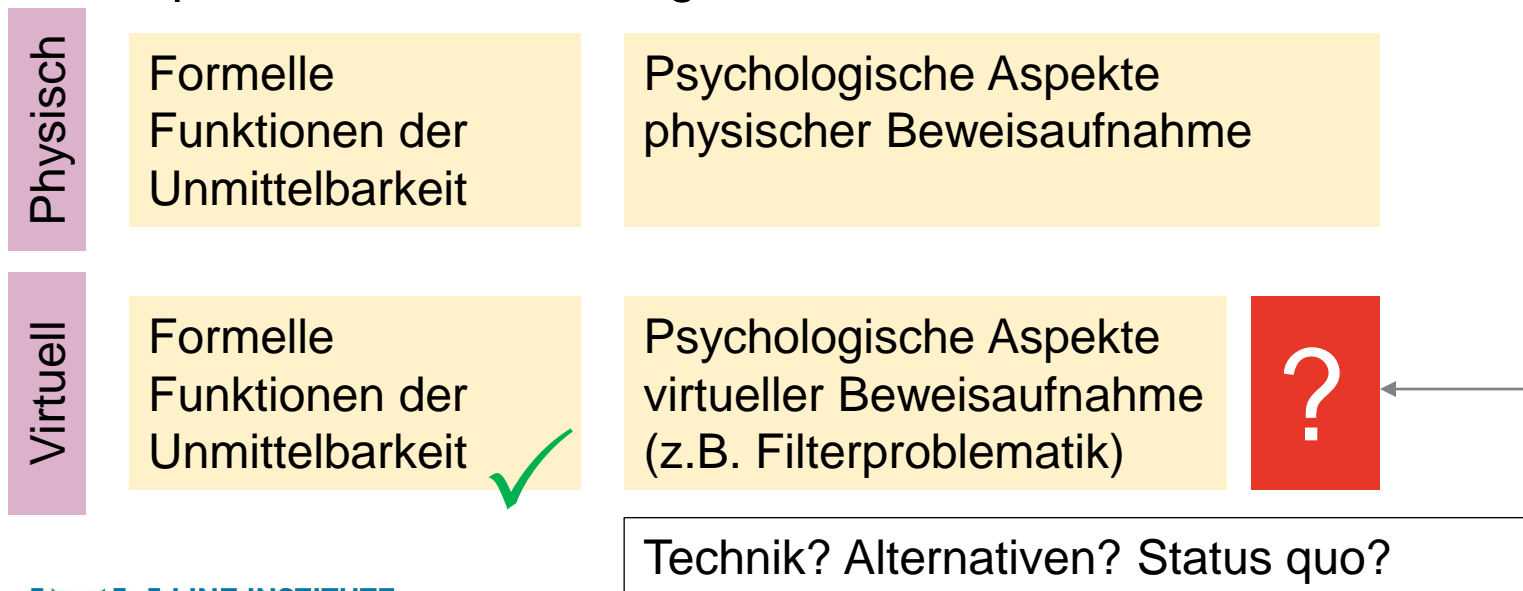 Physisch
Formelle
Funktionen der
Unmittelbarkeit
Psychologische Aspekte
physischer Beweisaufnahme
Virtuell
Formelle
Funktionen der
Unmittelbarkeit
Psychologische Aspekte
virtueller Beweisaufnahme
(z.B. Filterproblematik)
?
Technik? Alternativen? Status quo?